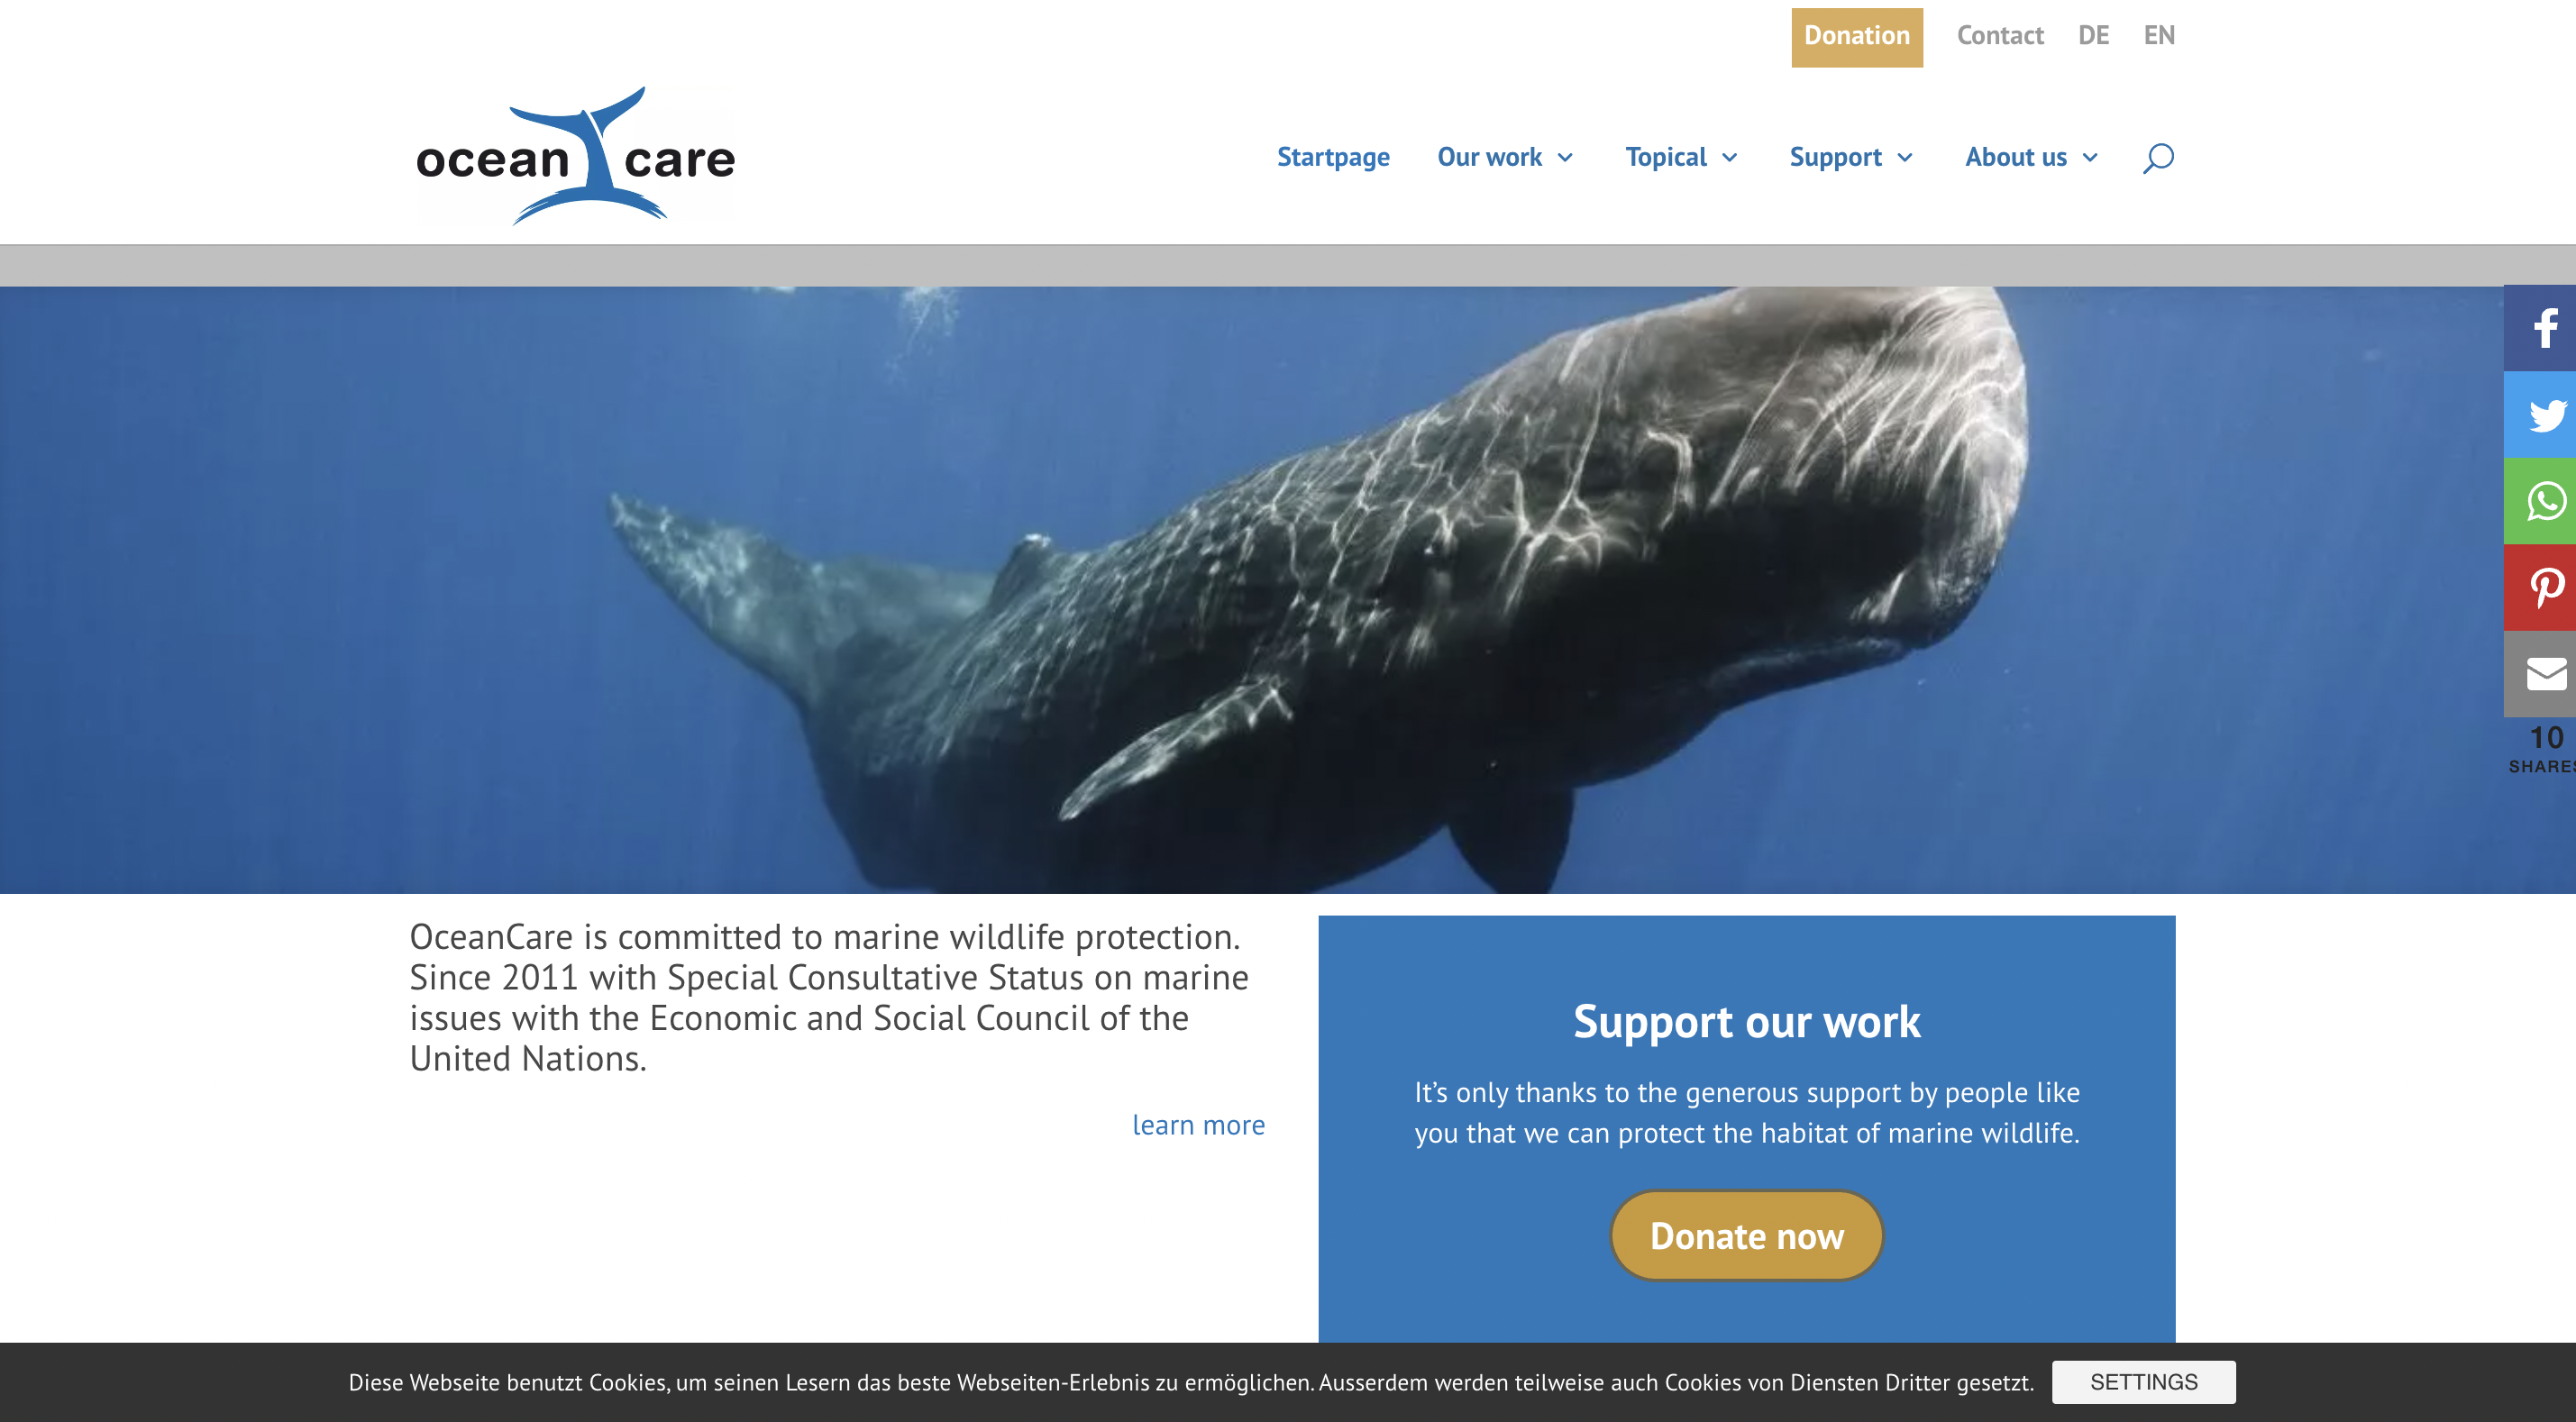 Donation Contact DE EN
ocean care
Startpage Our work Topical Support About us
10
SHARES
OceanCare is committed to marine wildlife protection.
Since 2011 with Special Consultative Status on marine
issues with the Economic and Social Council of the
United Nations.
learn more
Support our work
It’s only thanks to the generous support by people like
you that we can protect the habitat of marine wildlife.
Donate now
Diese Webseite benutzt Cookies, um seinen Lesern das beste Webseiten-Erlebnis zu ermöglichen. Ausserdem werden teilweise auch Cookies von Diensten Dritter gesetzt. SETTINGS